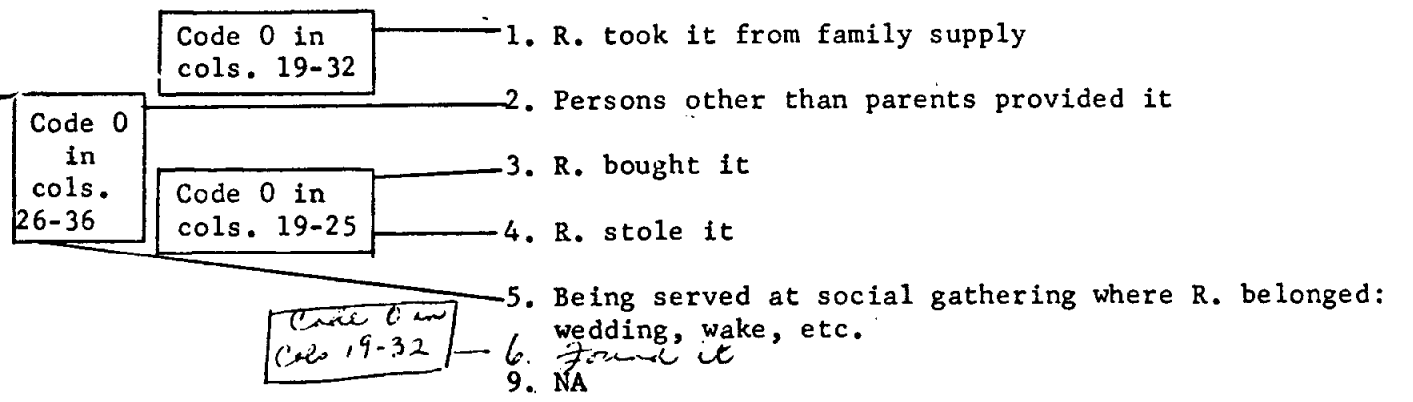 Code 0 in
cols. 19-32
1. R. took it from family supply
2. Persons other than parents provided it
Code 0
in
cols.
26-36
3. R. bought it
Code 0 in
cols. 19-25
4. R. stole it
5. Being served at social gathering where R. belonged:
wedding, wake, etc.
Code 0 in
Cols 19-32
6. Found it
9. NA